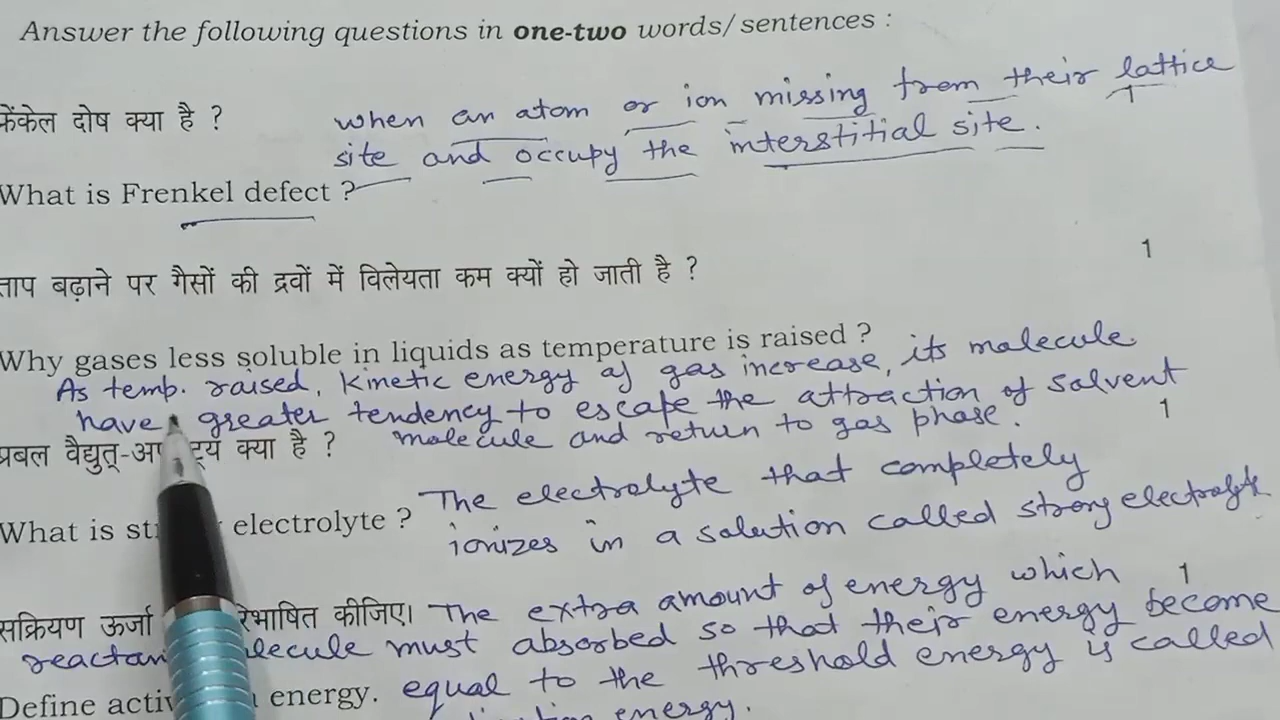 Answer the following questions in one-two words/sentences :
फ्रेंकेल दोष क्या है ?
when an atom or ion missing from their lattice
1
site and occupy the interstitial site.
What is Frenkel defect ?
ताप बढ़ाने पर गैसों की द्रवों में विलेयता कम क्यों हो जाती है ?
1
Why gases less soluble in liquids as temperature is raised ?
As temp. raised, Kinetic energy of gas increase, its molecule
have greater tendency to escape the attraction of solvent
molecule and return to gas phase.
1
प्रबल वैद्युत् क्या है ?
The electrolyte that completely
What is electrolyte ?
ionizes in a solution called strong electrolyte
सक्रियण ऊर्जा कीजिए।
The extra amount of energy which
1
must absorbed so that their energy become
Define energy.
equal to the threshold energy is called
energy.